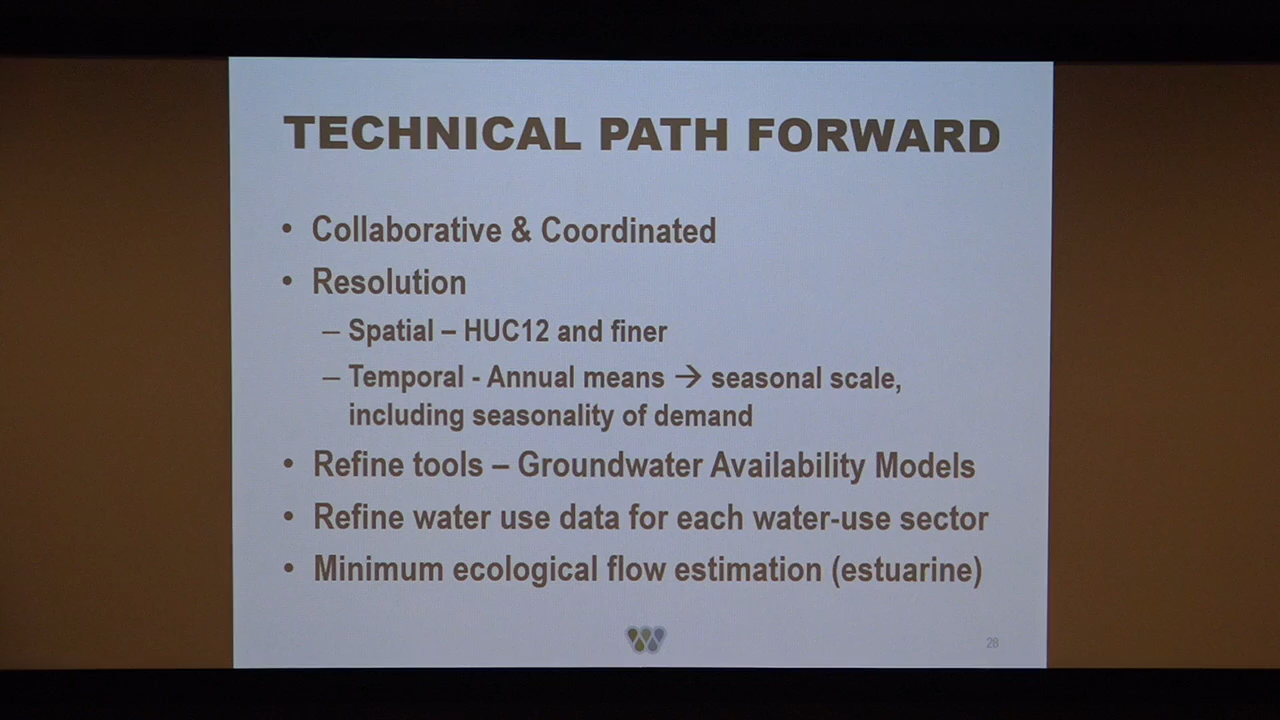 TECHNICAL PATH FORWARD
• Collaborative & Coordinated
• Resolution
– Spatial – HUC12 and finer
– Temporal - Annual means → seasonal scale,
including seasonality of demand
• Refine tools – Groundwater Availability Models
• Refine water use data for each water-use sector
• Minimum ecological flow estimation (estuarine)
28